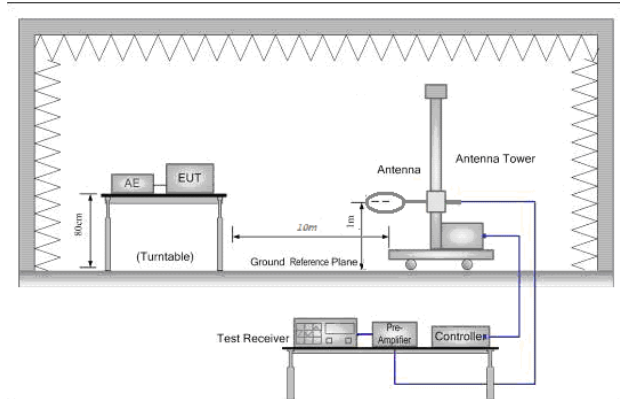 Antenna
Antenna Tower
AE
EUT
80cm
(Turntable)
10m
1m
Ground Reference Plane
Test Receiver
Pre-
Amplifier
Controller